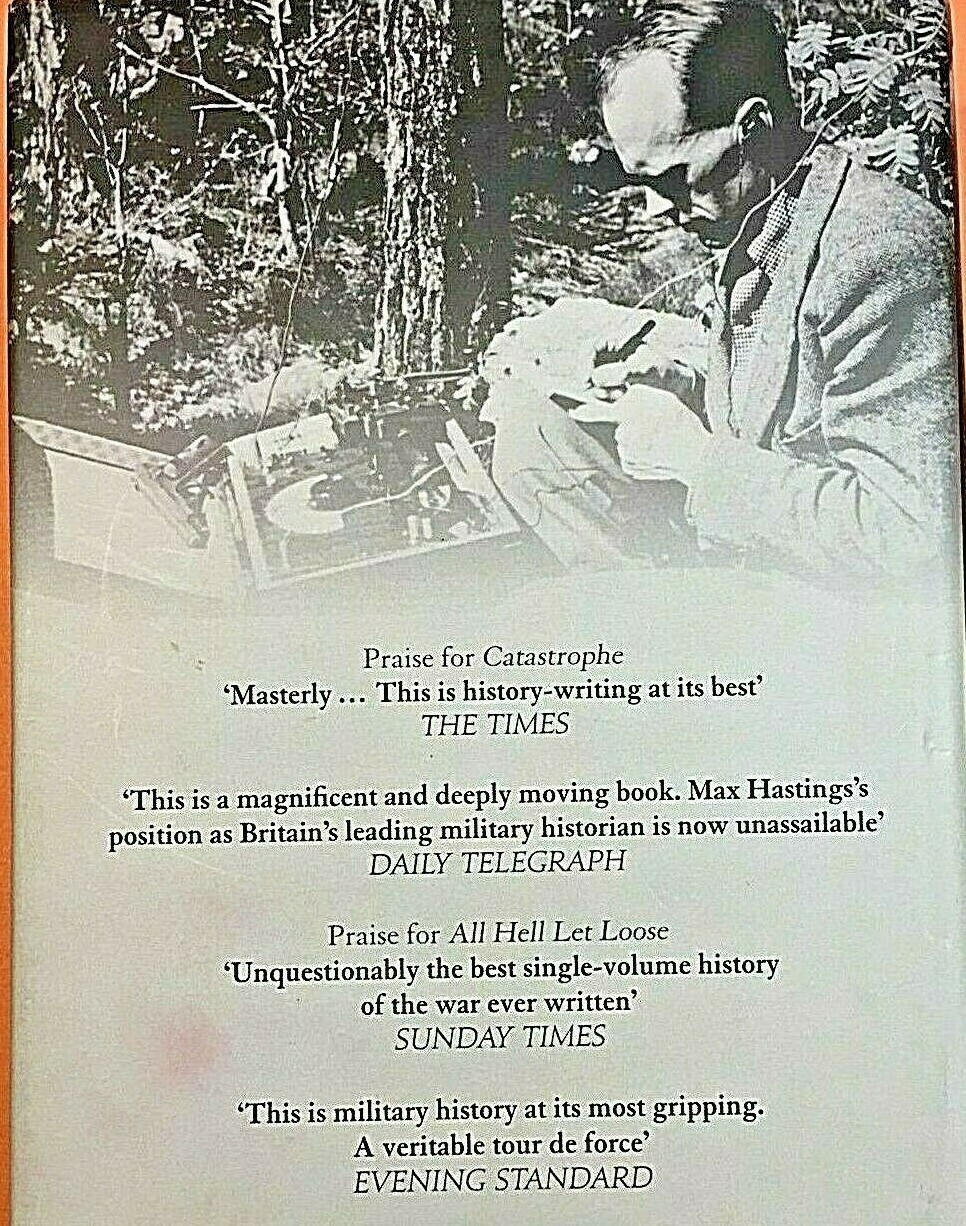 Praise for Catastrophe
‘Masterly ... This is history-writing at its best’
THE TIMES
‘This is a magnificent and deeply moving book. Max Hastings’s
position as Britain’s leading military historian is now unassailable’
DAILY TELEGRAPH
Praise for All Hell Let Loose
‘Unquestionably the best single-volume history
of the war ever written’
SUNDAY TIMES
‘This is military history at its most gripping.
A veritable tour de force’
EVENING STANDARD